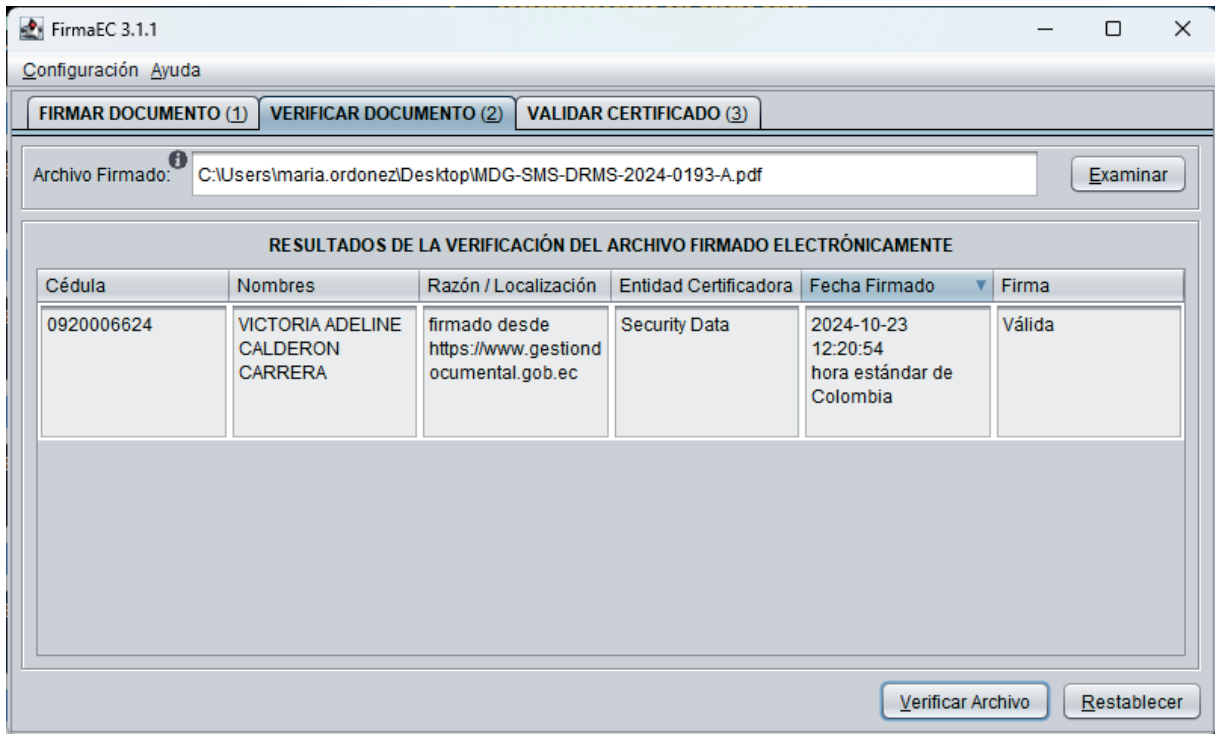 FirmaEC 3.1.1
Configuración Ayuda
FIRMAR DOCUMENTO (1) VERIFICAR DOCUMENTO (2) VALIDAR CERTIFICADO (3)
Archivo Firmado: C:\Users\maria.ordonez\Desktop\MDG-SMS-DRMS-2024-0193-A.pdf Examinar
RESULTADOS DE LA VERIFICACIÓN DEL ARCHIVO FIRMADO ELECTRÓNICAMENTE
Cédula Nombres Razón / Localización Entidad Certificadora Fecha Firmado Firma
0920006624 VICTORIA ADELINE firmado desde Security Data 2024-10-23 Válida
CALDERON https://www.gestiond 12:20:54
CARRERA ocumental.gob.ec hora estándar de
Colombia
Verificar Archivo Restablecer